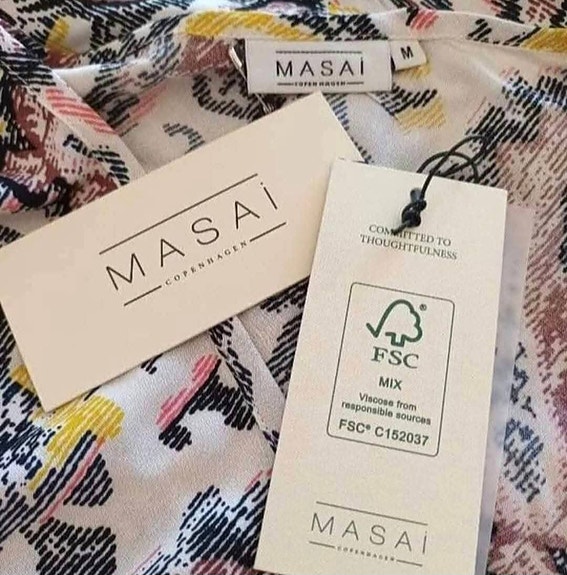 MASAİ
COPENHAGEN
M
MASAİ
COPENHAGEN
COMMITTED TO
THOUGHTFULNESS
FSC
®
MIX
Viscose from
responsible sources
FSC® C152037
MASAİ
COPENHAGEN